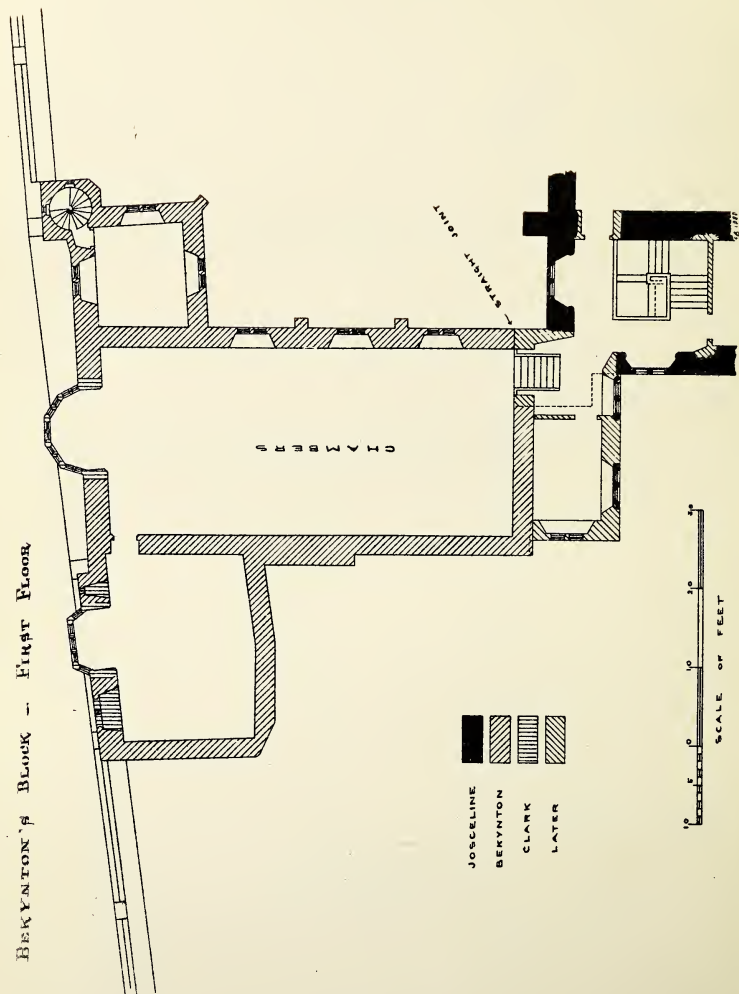 BEKYNTON'S BLOCK – FIRST FLOOR
STRAIGHT JOINT
CHAMBERS
JOSCELINE
BEKYNTON
CLARK
LATER
10 5 0 10 20 30
SCALE OF FEET